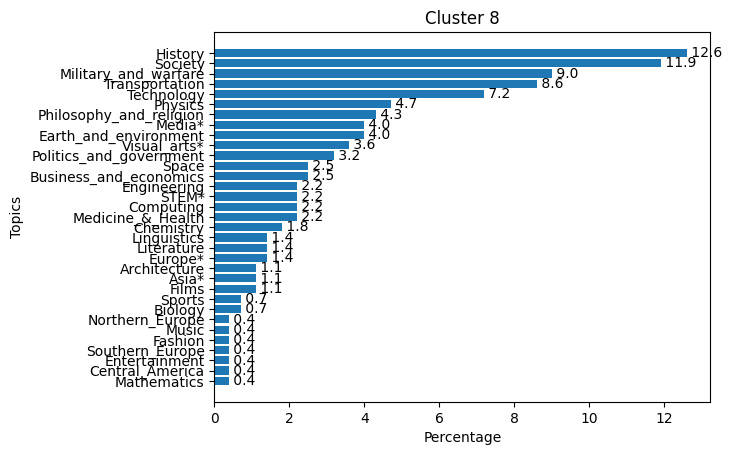 Cluster 8
History 12.6
Society 11.9
Military_and_warfare 9.0
Transportation 8.6
Technology 7.2
Physics 4.7
Philosophy_and_religion 4.3
Media* 4.0
Earth_and_environment 4.0
Visual_arts* 3.6
Politics_and_government 3.2
Space 2.5
Business_and_economics 2.5
Engineering 2.2
STEM* 2.2
Computing 2.2
Medicine_&_Health 2.2
Chemistry 1.8
Linguistics 1.4
Literature 1.4
Europe* 1.4
Architecture 1.1
Asia* 1.1
Films 1.1
Sports 0.7
Biology 0.7
Northern_Europe 0.4
Music 0.4
Fashion 0.4
Southern_Europe 0.4
Entertainment 0.4
Central_America 0.4
Mathematics 0.4
Topics
0 2 4 6 8 10 12
Percentage